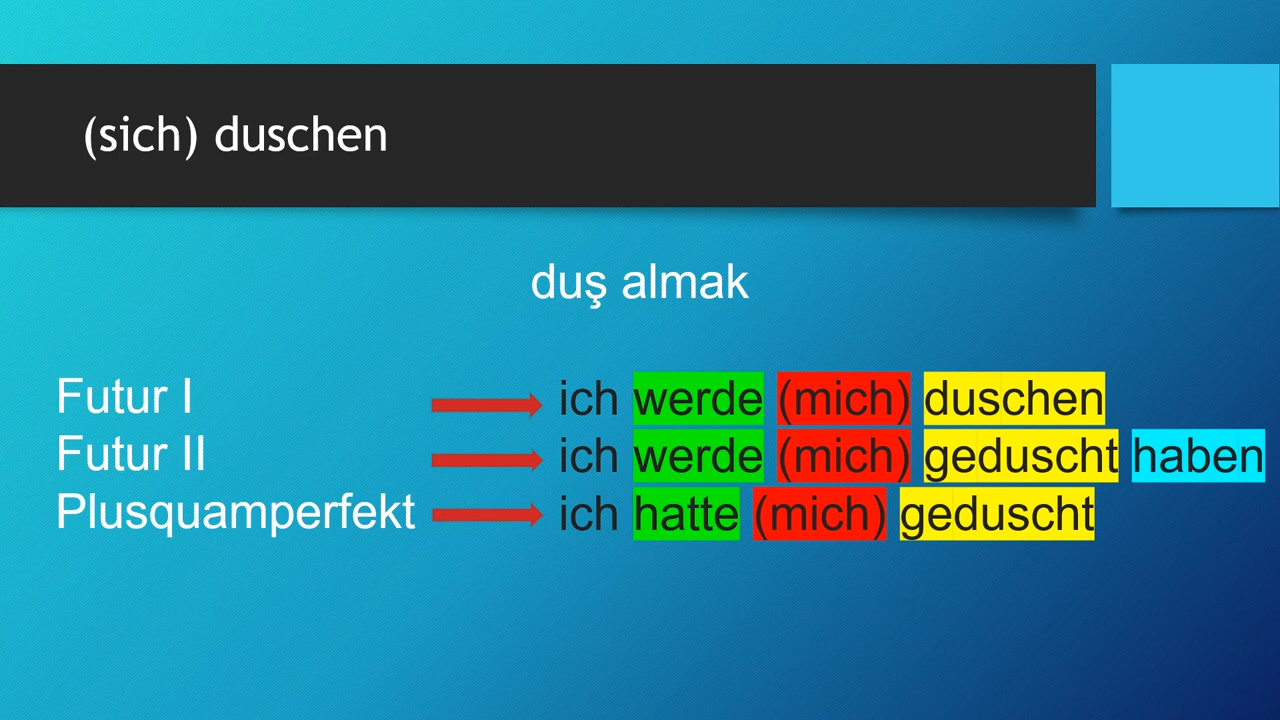 (sich) duschen
duş almak
Futur I ich werde (mich) duschen
Futur II ich werde (mich) geduscht haben
Plusquamperfekt ich hatte (mich) geduscht